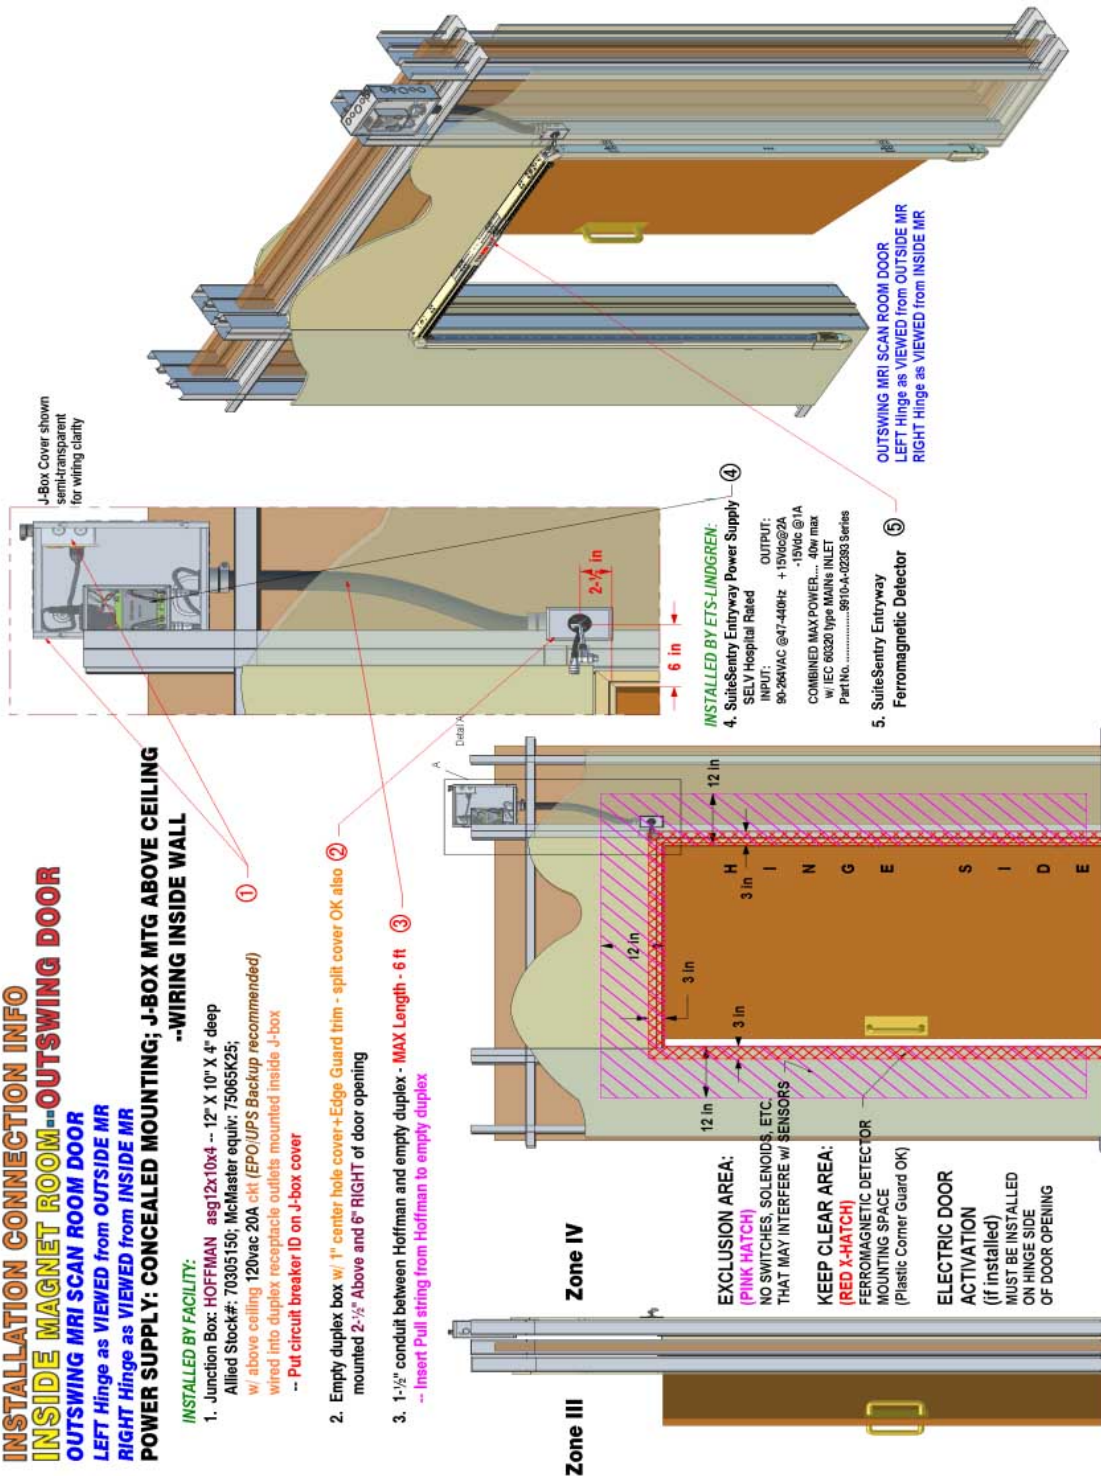 INSTALLATION CONNECTION INFO
INSIDE MAGNET ROOM--OUTSWING DOOR
OUTSWING MRI SCAN ROOM DOOR
LEFT Hinge as VIEWED from OUTSIDE MR
RIGHT Hinge as VIEWED from INSIDE MR
POWER SUPPLY: CONCEALED MOUNTING; J-BOX MTG ABOVE CEILING
--WIRING INSIDE WALL
INSTALLED BY FACILITY:
1. Junction Box: HOFFMAN asg12x10x4 -- 12" X 10" X 4" deep
Allied Stock#: 70305150; McMaster equiv: 75065K25;
w/ above ceiling 120vac 20A ckt (EPO/UPS Backup recommended)
wired into duplex receptacle outlets mounted inside J-box
-- Put circuit breaker ID on J-box cover
①
2. Empty duplex box w/ 1" center hole cover+Edge Guard trim - split cover OK also ②
mounted 2-½" Above and 6" RIGHT of door opening
3. 1-½" conduit between Hoffman and empty duplex - MAX Length - 6 ft ③
-- Insert Pull string from Hoffman to empty duplex
J-Box Cover shown
semi-transparent
for wiring clarity
2-½ in
6 in
Detail A
④
INSTALLED BY ETS-LINDGREN:
4. SuiteSentry Entryway Power Supply
SELV Hospital Rated
INPUT: OUTPUT:
90-264VAC @47-440Hz +15Vdc@2A
-15Vdc @1A
COMBINED MAX POWER.... 40w max
w/ IEC 60320 type MAINs INLET
Part No. ...............9910-A-02393 Series
5. SuiteSentry Entryway ⑤
Ferromagnetic Detector
OUTSWING MRI SCAN ROOM DOOR
LEFT Hinge as VIEWED from OUTSIDE MR
RIGHT Hinge as VIEWED from INSIDE MR
Zone III
Zone IV
EXCLUSION AREA:
(PINK HATCH)
NO SWITCHES, SOLENOIDS, ETC.
THAT MAY INTERFERE w/ SENSORS
KEEP CLEAR AREA:
(RED X-HATCH)
FERROMAGNETIC DETECTOR
MOUNTING SPACE
(Plastic Corner Guard OK)
ELECTRIC DOOR
ACTIVATION
(if installed)
MUST BE INSTALLED
ON HINGE SIDE
OF DOOR OPENING
A
12 in
3 in
12 in
3 in
12 in
3 in
HINGE SIDE